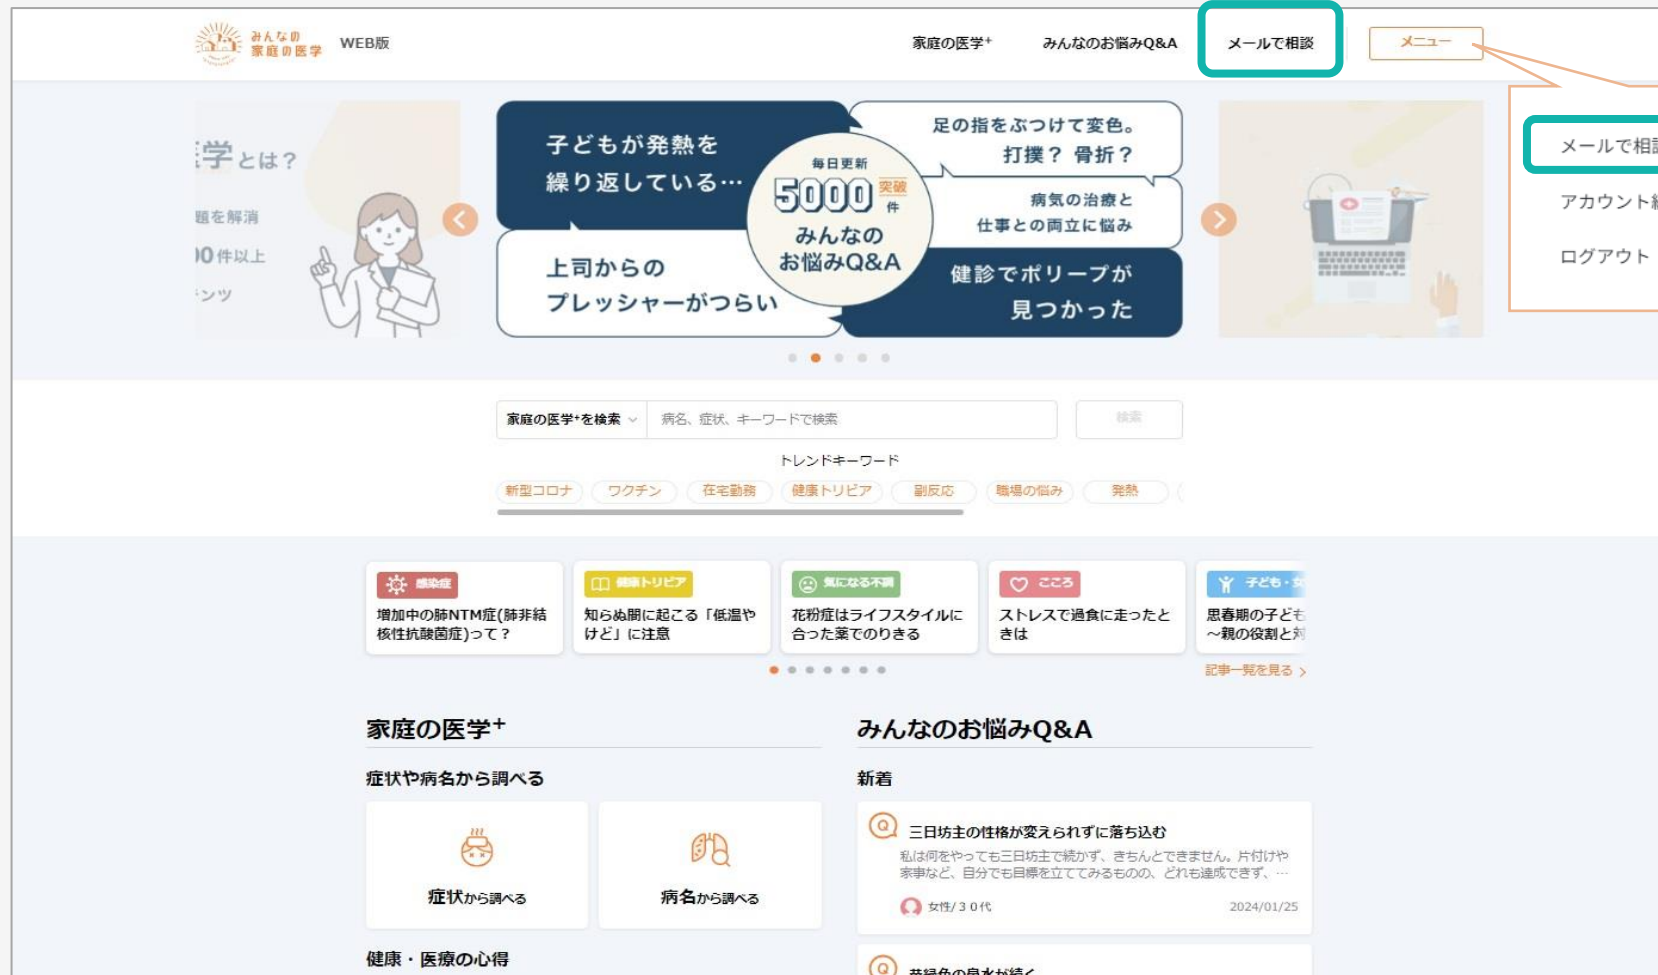 みんなの
家庭の医学
WEB版
家庭の医学+
みんなのお悩みQ&A
メールで相談
メニュー
メールで相
アカウント
ログアウト
学とは?
題を解消
00件以上
ンツ
子どもが発熱を
繰り返している…
上司からの
プレッシャーがつらい
毎日更新
5000件突破
みんなの
お悩みQ&A
足の指をぶつけて変色。
打撲? 骨折?
病気の治療と
仕事との両立に悩み
健診でポリープが
見つかった
家庭の医学+を検索
病名、症状、キーワードで検索
検索
トレンドキーワード
新型コロナ
ワクチン
在宅勤務
健康トリビア
副反応
職場の悩み
発熱
感染症
増加中の肺NTM症(肺非結
核性抗酸菌症)って?
健康トリビア
知らぬ間に起こる「低温や
けど」に注意
気になる不調
花粉症はライフスタイルに
合った薬でのりきる
こころ
ストレスで過食に走ったと
きは
子ども・女
思春期の子ども
~親の役割と対
記事一覧を見る >
家庭の医学+
症状や病名から調べる
症状から調べる
病名から調べる
健康・医療の心得
みんなのお悩みQ&A
新着
Q
三日坊主の性格が変えられずに落ち込む
私は何をやっても三日坊主で続かず、きちんとできません。片付けや
家事など、自分でも目標を立ててみるものの、どれも達成できず、…
女性/30代
2024/01/25
Q
黄緑色の鼻水が続く